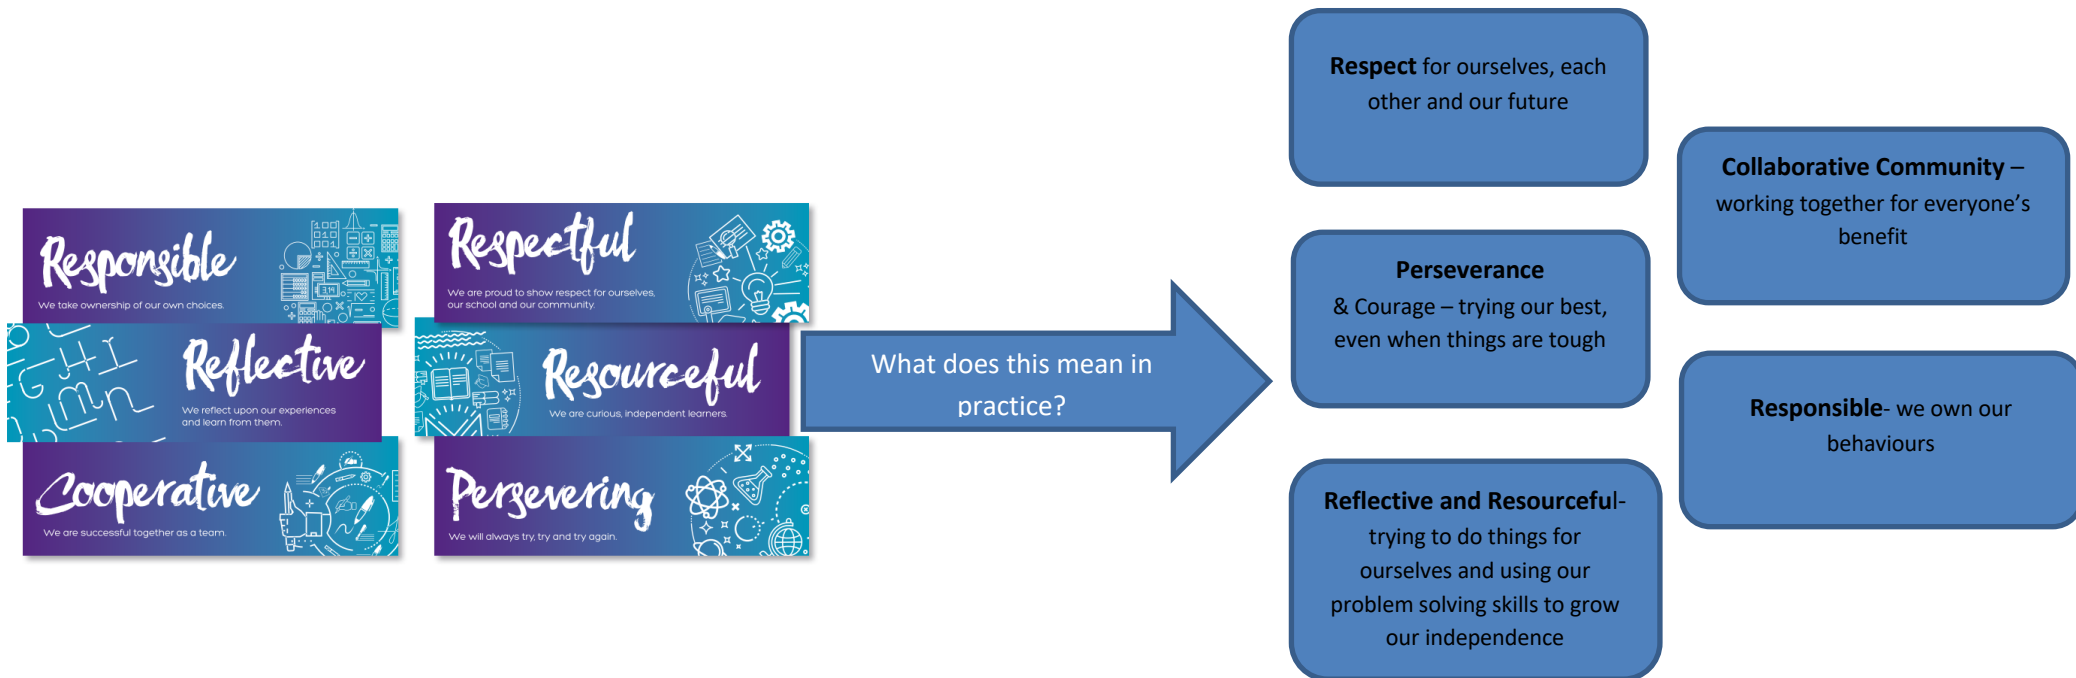 Responsible
We take ownership of our own choices.
Reflective
We reflect upon our experiences
and learn from them.
Cooperative
We are successful together as a team.
Respectful
We are proud to show respect for ourselves,
our school and our community.
Resourceful
We are curious, independent learners.
Persevering
We will always try, try and try again.
What does this mean in
practice?
Respect for ourselves, each
other and our future
Perseverance
& Courage – trying our best,
even when things are tough
Reflective and Resourceful-
trying to do things for
ourselves and using our
problem solving skills to grow
our independence
Collaborative Community –
working together for everyone’s
benefit
Responsible- we own our
behaviours